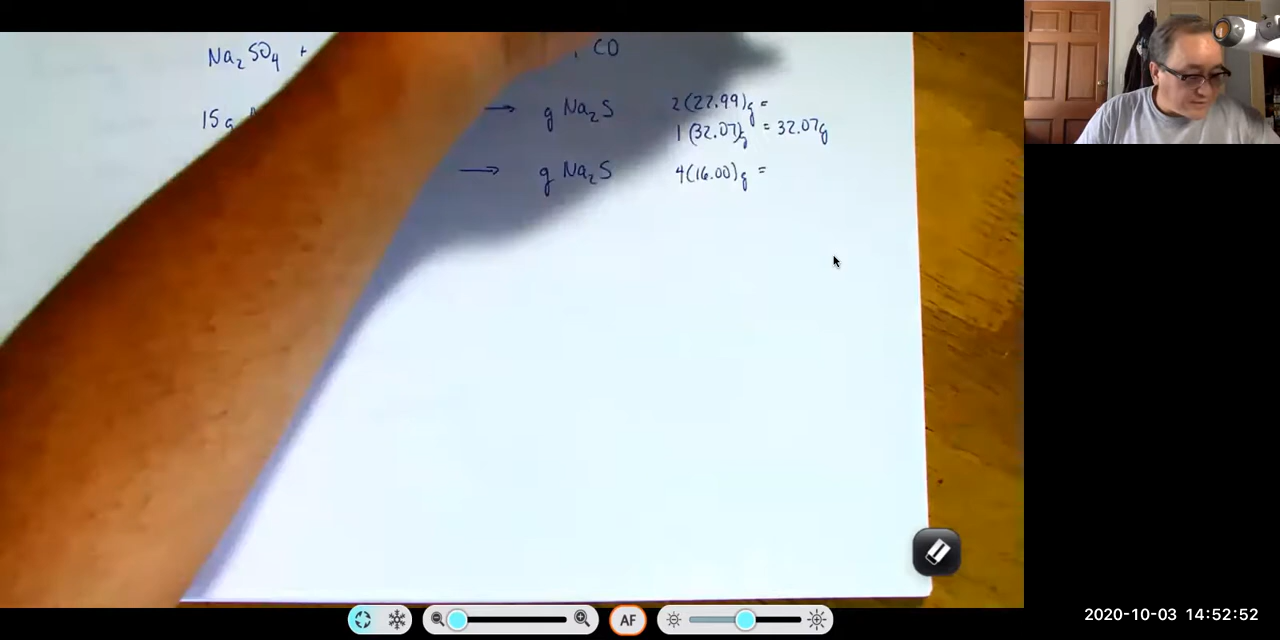 Na₂SO₄ + CO
15g → g Na₂S 2(22.99)g =
1(32.07)g = 32.07g
→ g Na₂S 4(16.00)g =
AF
2020-10-03 14:52:52